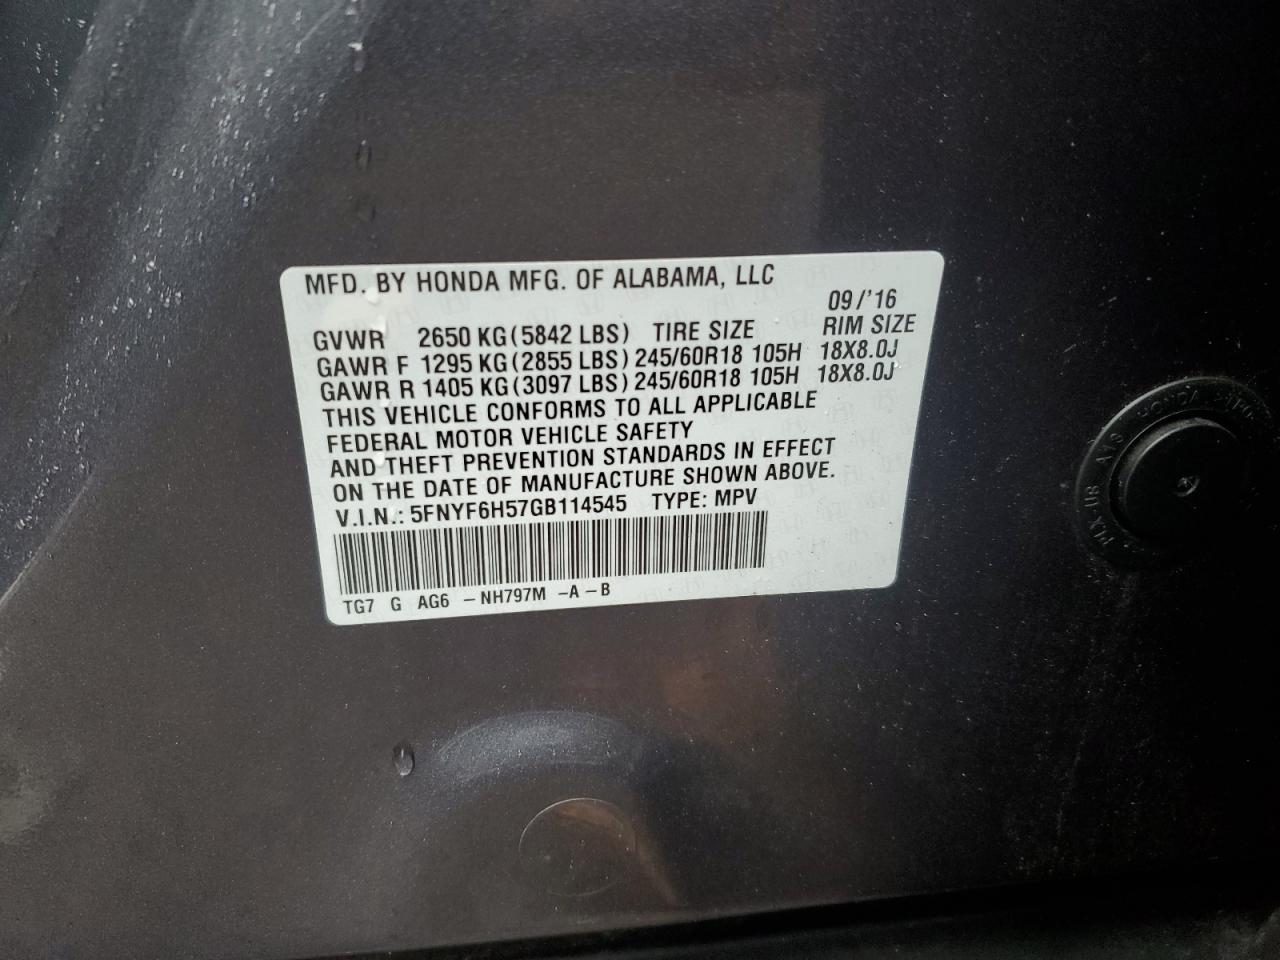 MFD. BY HONDA MFG. OF ALABAMA, LLC
09/'16
GVWR 2650 KG (5842 LBS) TIRE SIZE RIM SIZE
GAWR F 1295 KG (2855 LBS) 245/60R18 105H 18X8.0J
GAWR R 1405 KG (3097 LBS) 245/60R18 105H 18X8.0J
THIS VEHICLE CONFORMS TO ALL APPLICABLE
FEDERAL MOTOR VEHICLE SAFETY
AND THEFT PREVENTION STANDARDS IN EFFECT
ON THE DATE OF MANUFACTURE SHOWN ABOVE.
V.I.N.: 5FNYF6H57GB114545 TYPE: MPV
TG7 G AG6 -NH797M -A-B
HONDA